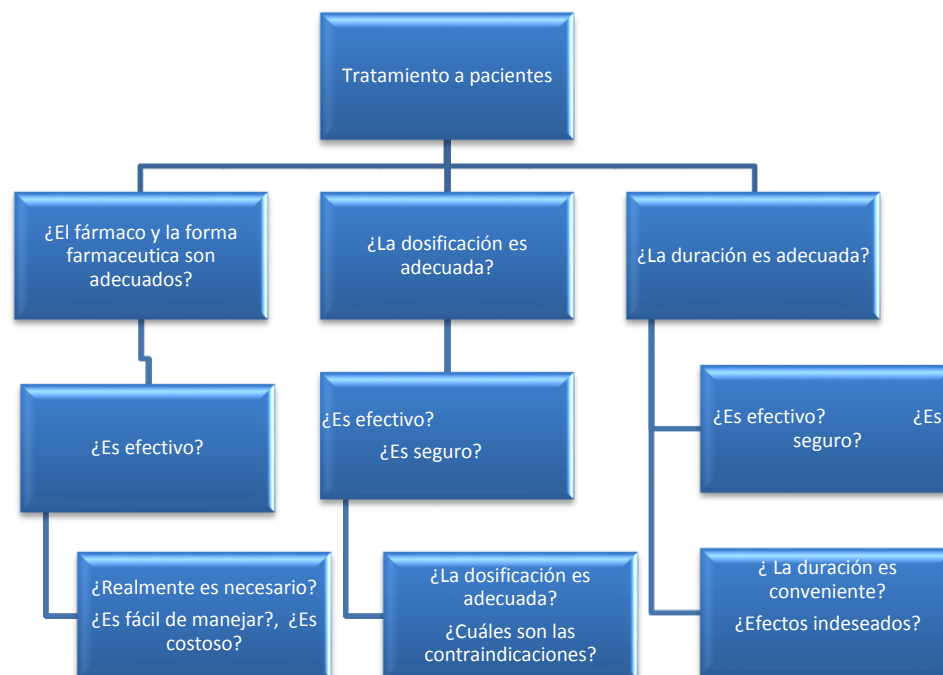 Tratamiento a pacientes
¿El fármaco y la forma
farmaceutica son
adecuados?
¿La dosificación es
adecuada?
¿La duración es adecuada?
¿Es efectivo?
¿Es efectivo?
¿Es seguro?
¿Es efectivo? ¿Es
seguro?
¿Realmente es necesario?
¿Es fácil de manejar?, ¿Es
costoso?
¿La dosificación es
adecuada?
¿Cuáles son las
contraindicaciones?
¿ La duración es
conveniente?
¿Efectos indeseados?